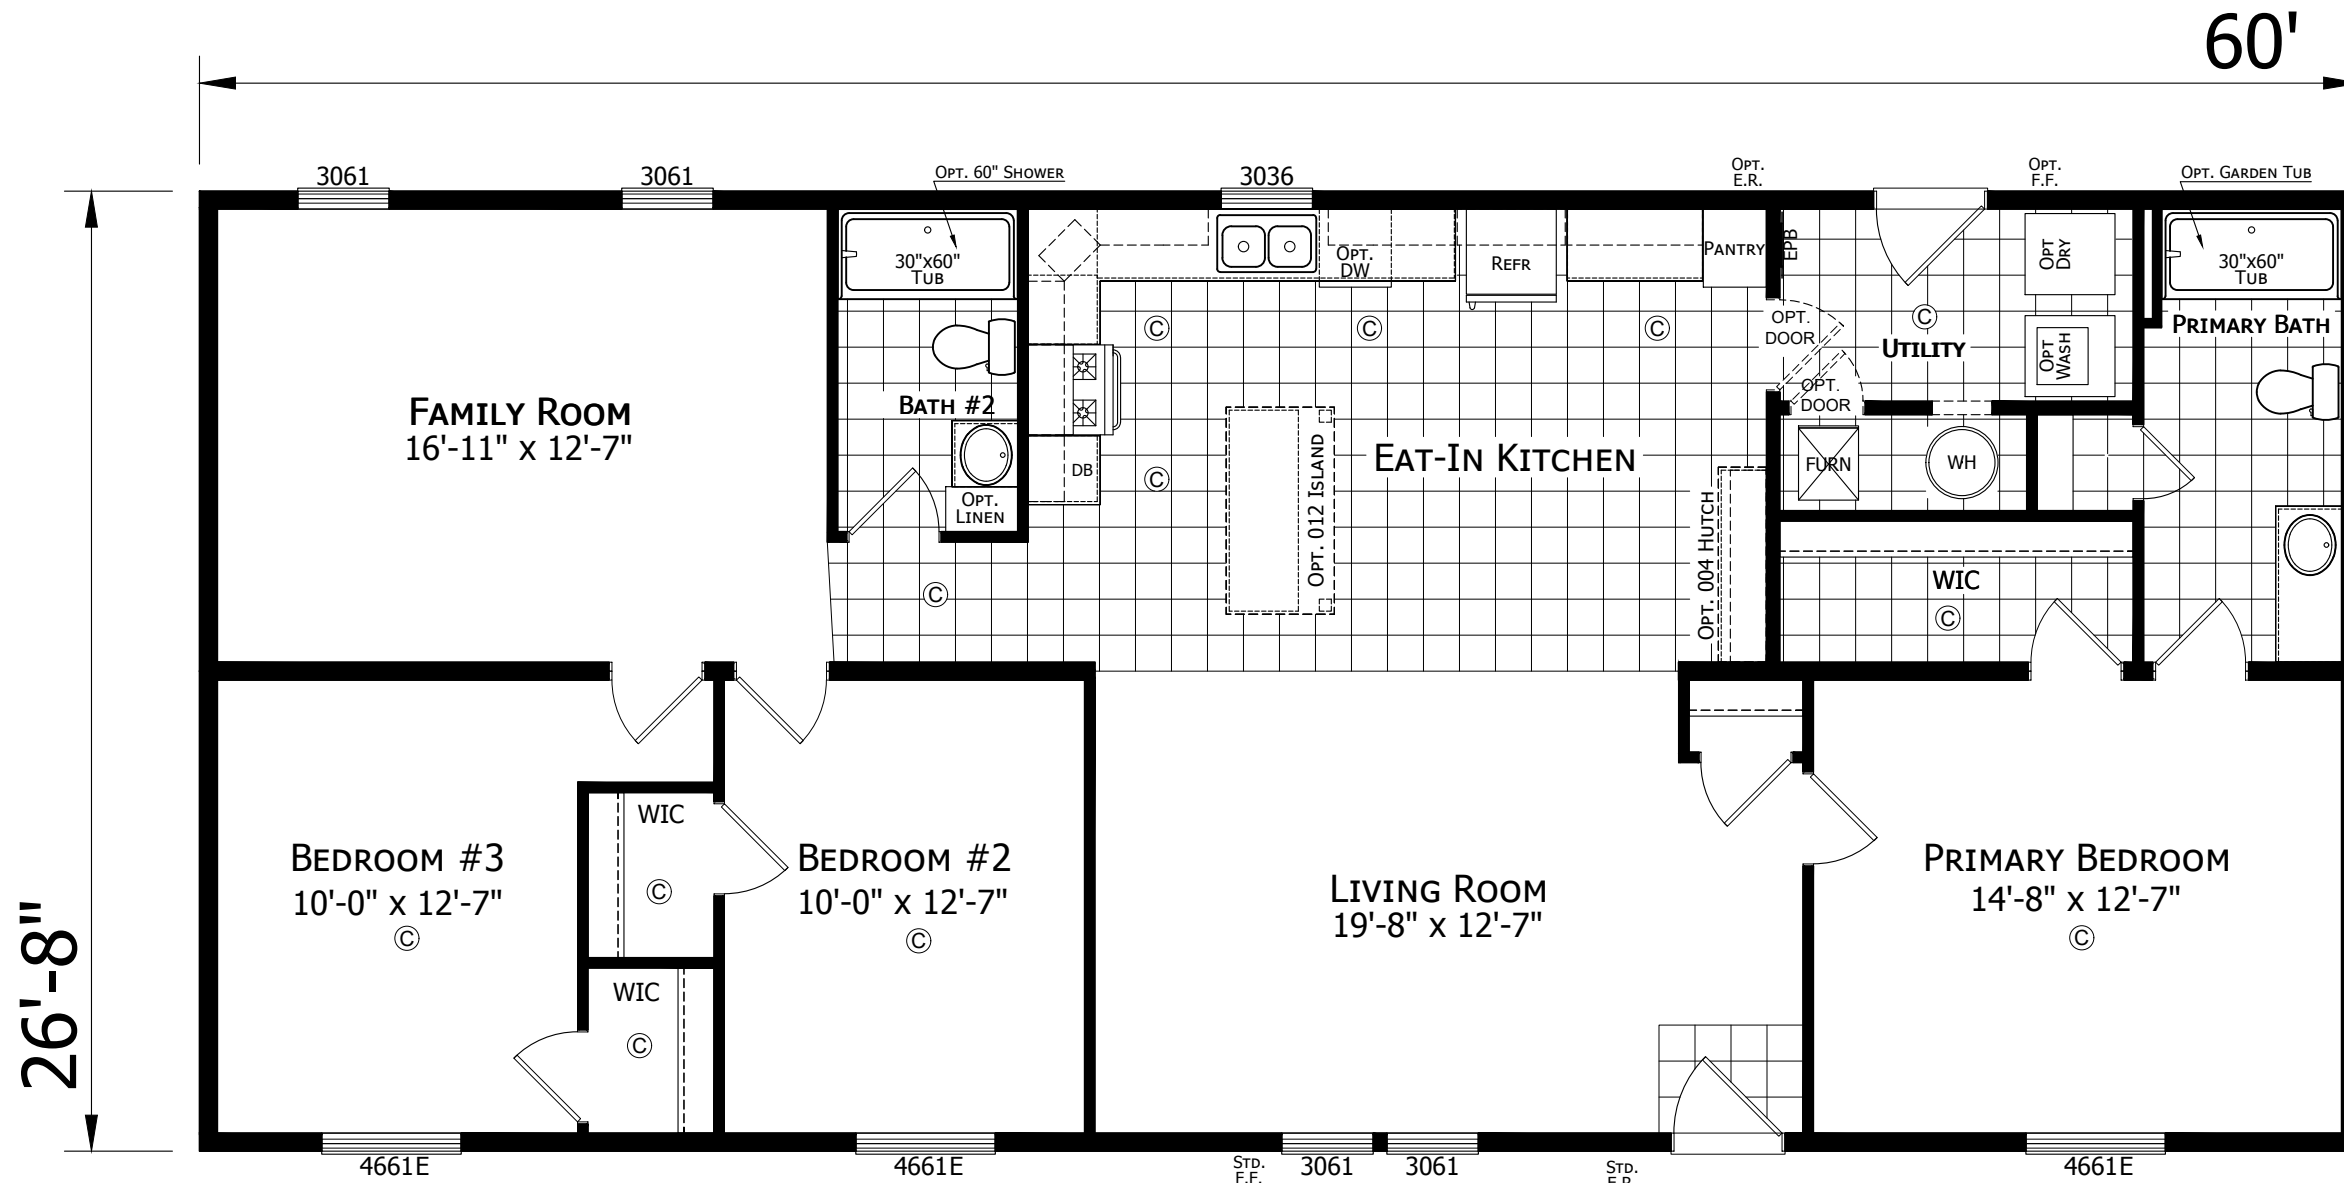 60'
26'-8"
3061
3061
Opt. 60" Shower
3036
Opt.
E.R.
Opt.
F.F.
Opt. Garden Tub
30"x60"
Tub
Opt.
DW
Refr
Pantry
EPB
Opt
Dry
30"x60"
Tub
OPT.
DOOR
C
C
C
C
Utility
Opt
Wash
Primary Bath
Family Room
16'-11" x 12'-7"
Bath #2
OPT.
DOOR
DB
C
Opt. 012 Island
Eat-In Kitchen
FURN
WH
Opt.
Linen
Opt. 004 Hutch
C
WIC
C
WIC
C
Bedroom #3
10'-0" x 12'-7"
C
Bedroom #2
10'-0" x 12'-7"
C
Living Room
19'-8" x 12'-7"
Primary Bedroom
14'-8" x 12'-7"
C
WIC
C
4661E
4661E
Std.
F.F.
3061
3061
Std.
E.R.
4661E